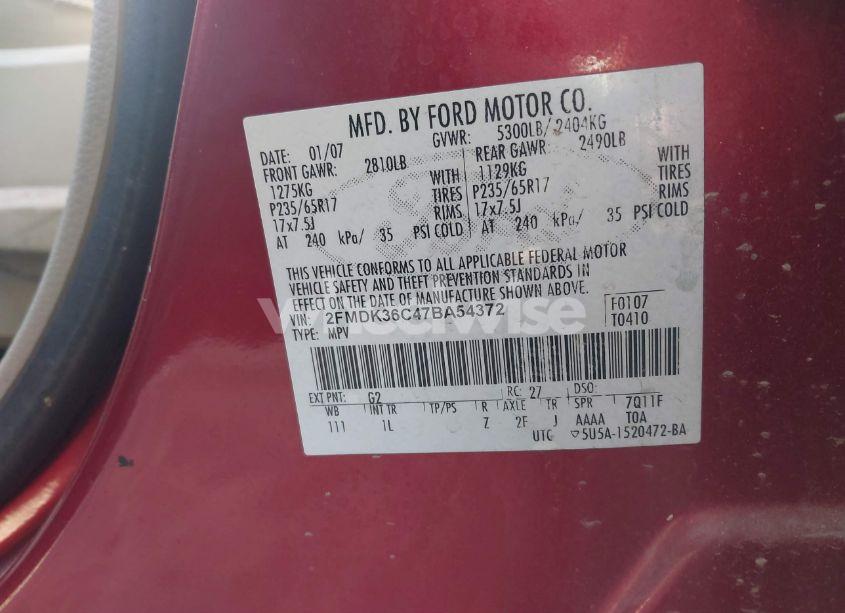 MFD. BY FORD MOTOR CO.
DATE: 01/07 GVWR: 5300LB/ 2404KG
FRONT GAWR: 2810LB REAR GAWR: 2490LB
1275KG WITH 1129KG WITH
P235/65R17 TIRES P235/65R17 TIRES
17x7.5J RIMS 17x7.5J RIMS
AT 240 kPa/ 35 PSI COLD AT 240 kPa/ 35 PSI COLD
THIS VEHICLE CONFORMS TO ALL APPLICABLE FEDERAL MOTOR
VEHICLE SAFETY AND THEFT PREVENTION STANDARDS IN
EFFECT ON THE DATE OF MANUFACTURE SHOWN ABOVE.
VIN: 2FMDK36C47BA54372 F0107
TYPE: MPV T0410
wheelwise
EXT PNT: G2 RC: 27 DSO:
WB INT TR TP/PS R AXLE TR SPR 7Q11F
111 1L Z 2F J AAAA TOA
UTC ▽5U5A-1520472-BA